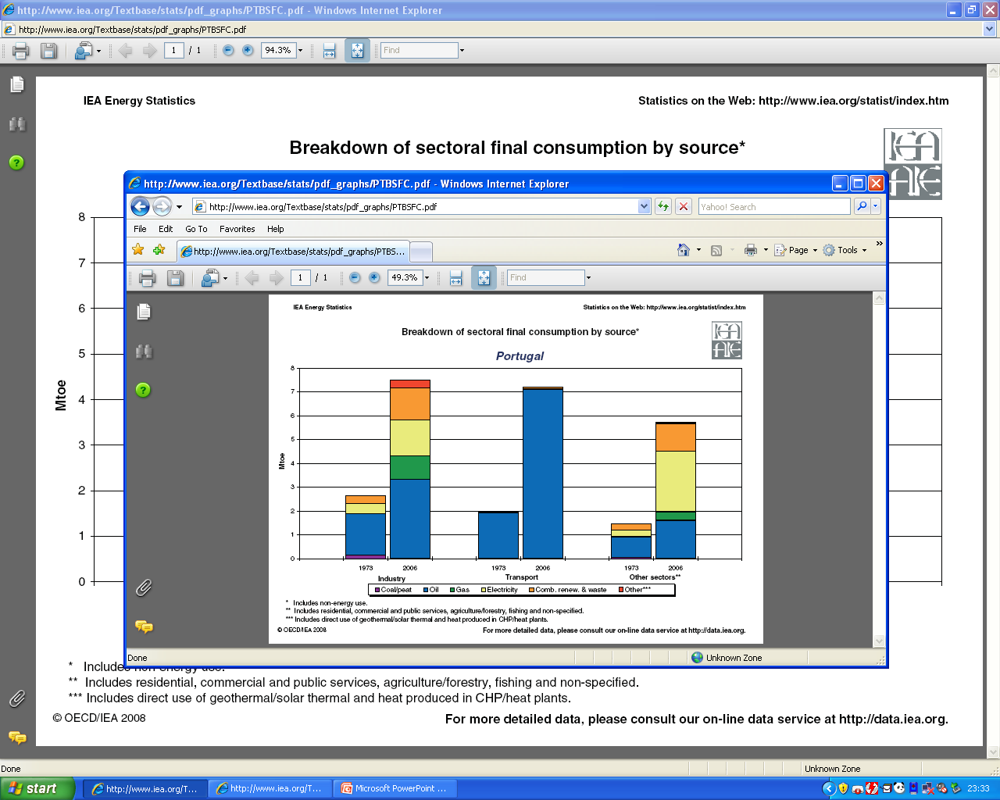 http://www.iea.org/Textbase/stats/pdf_graphs/PTBSFC.pdf - Windows Internet Explorer
http://www.iea.org/Textbase/stats/pdf_graphs/PTBSFC.pdf
1 / 1 94.3% Find
IEA Energy Statistics
Statistics on the Web: http://www.iea.org/statist/index.htm
Breakdown of sectoral final consumption by source*
IEA
AIE
8
7
6
5
4
3
2
1
0
Mtoe
http://www.iea.org/Textbase/stats/pdf_graphs/PTBSFC.pdf - Windows Internet Explorer
http://www.iea.org/Textbase/stats/pdf_graphs/PTBSFC.pdf Yahoo! Search
File Edit Go To Favorites Help
http://www.iea.org/Textbase/stats/pdf_graphs/PTBS... Page Tools »
1 / 1 49.3% Find
IEA Energy Statistics
Statistics on the Web: http://www.iea.org/statist/index.htm
Breakdown of sectoral final consumption by source*
IEA
AIE
Portugal
8
7
6
5
4
3
2
1
0
Mtoe
1973 2006 1973 2006 1973 2006
Industry Transport Other sectors**
Coal/peat Oil Gas Electricity Comb. renew. & waste Other***
* Includes non-energy use.
** Includes residential, commercial and public services, agriculture/forestry, fishing and non-specified.
*** Includes direct use of geothermal/solar thermal and heat produced in CHP/heat plants.
© OECD/IEA 2008
For more detailed data, please consult our on-line data service at http://data.iea.org.
Done Unknown Zone
* Includes non-energy use.
** Includes residential, commercial and public services, agriculture/forestry, fishing and non-specified.
*** Includes direct use of geothermal/solar thermal and heat produced in CHP/heat plants.
© OECD/IEA 2008
For more detailed data, please consult our on-line data service at http://data.iea.org.
Done Unknown Zone
start http://www.iea.org/T... http://www.iea.org/T... Microsoft PowerPoint ... 23:33